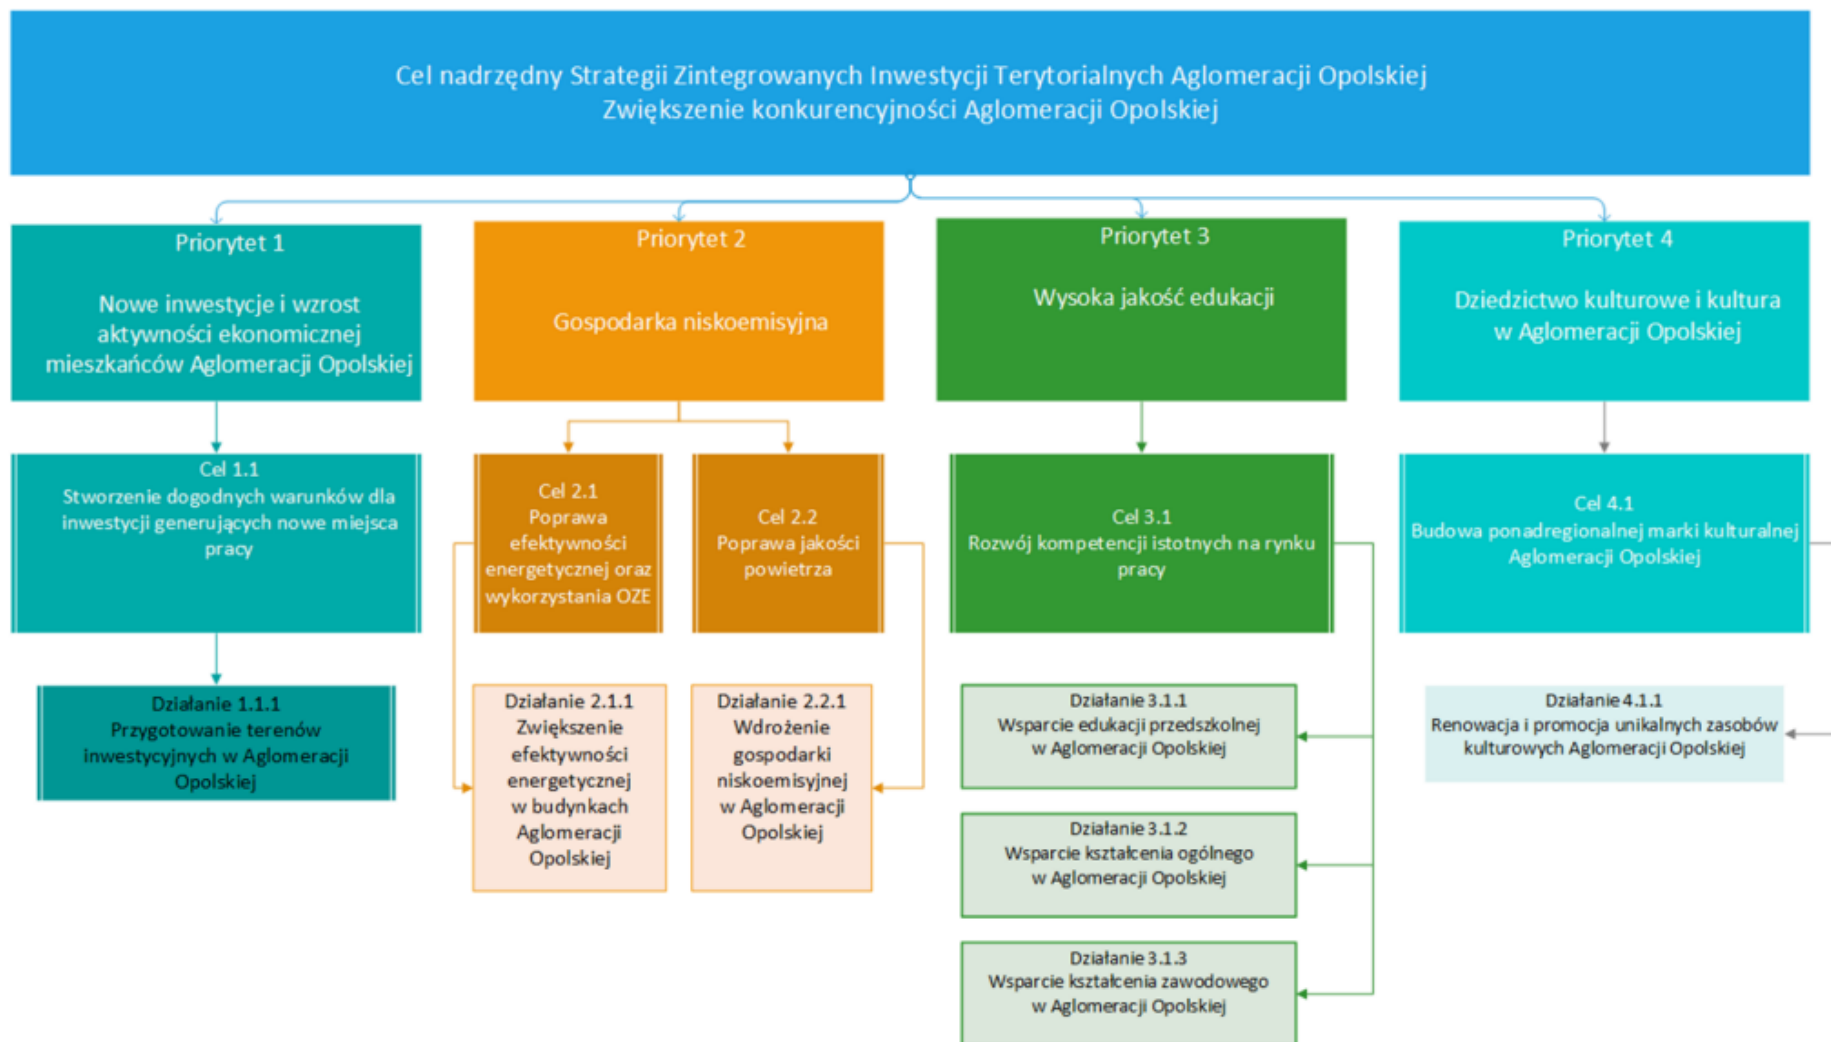 Cel nadrzędny Strategii Zintegrowanych Inwestycji Terytorialnych Aglomeracji Opolskiej
Zwiększenie konkurencyjności Aglomeracji Opolskiej
Priorytet 1
Nowe inwestycje i wzrost
aktywności ekonomicznej
mieszkańców Aglomeracji Opolskiej
Priorytet 2
Gospodarka niskoemisyjna
Priorytet 3
Wysoka jakość edukacji
Priorytet 4
Dziedzictwo kulturowe i kultura
w Aglomeracji Opolskiej
Cel 1.1
Stworzenie dogodnych warunków dla
inwestycji generujących nowe miejsca
pracy
Cel 2.1
Poprawa
efektywności
energetycznej oraz
wykorzystania OZE
Cel 2.2
Poprawa jakości
powietrza
Cel 3.1
Rozwój kompetencji istotnych na rynku
pracy
Cel 4.1
Budowa ponadregionalnej marki kulturalnej
Aglomeracji Opolskiej
Działanie 1.1.1
Przygotowanie terenów
inwestycyjnych w Aglomeracji
Opolskiej
Działanie 2.1.1
Zwiększenie
efektywności
energetycznej
w budynkach
Aglomeracji
Opolskiej
Działanie 2.2.1
Wdrożenie
gospodarki
niskoemisyjnej
w Aglomeracji
Opolskiej
Działanie 3.1.1
Wsparcie edukacji przedszkolnej
w Aglomeracji Opolskiej
Działanie 3.1.2
Wsparcie kształcenia ogólnego
w Aglomeracji Opolskiej
Działanie 3.1.3
Wsparcie kształcenia zawodowego
w Aglomeracji Opolskiej
Działanie 4.1.1
Renowacja i promocja unikalnych zasobów
kulturowych Aglomeracji Opolskiej